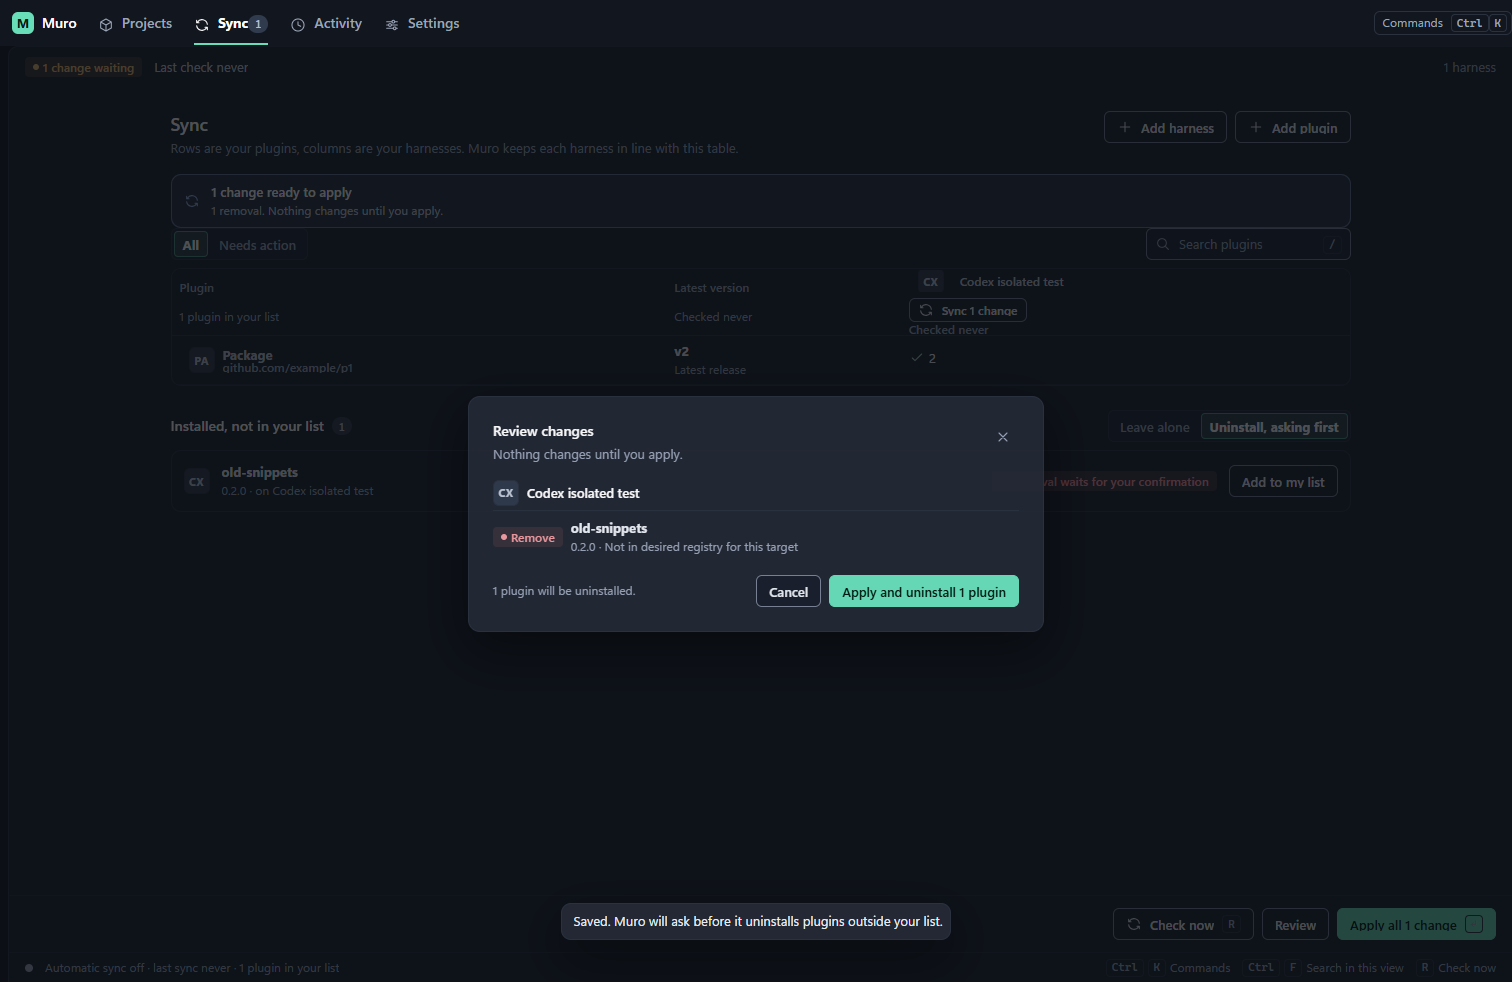 M Muro Projects Sync 1 Activity Settings Commands Ctrl K
1 change waiting Last check never 1 harness
Sync
Rows are your plugins, columns are your harnesses. Muro keeps each harness in line with this table.
Add harness Add plugin
1 change ready to apply
1 removal. Nothing changes until you apply.
All Needs action Search plugins /
Plugin Latest version CX Codex isolated test
1 plugin in your list Checked never Sync 1 change
Checked never
PA Package v2 2
github.com/example/p1 Latest release
Installed, not in your list 1 Leave alone Uninstall, asking first
CX old-snippets
0.2.0 · on Codex isolated test
waits for your confirmation Add to my list
Review changes
Nothing changes until you apply.
CX Codex isolated test
Remove old-snippets
0.2.0 · Not in desired registry for this target
1 plugin will be uninstalled. Cancel Apply and uninstall 1 plugin
Saved. Muro will ask before it uninstalls plugins outside your list.
Check now R Review Apply all 1 change
Automatic sync off · last sync never · 1 plugin in your list Ctrl K Commands Ctrl F Search in this view R Check now